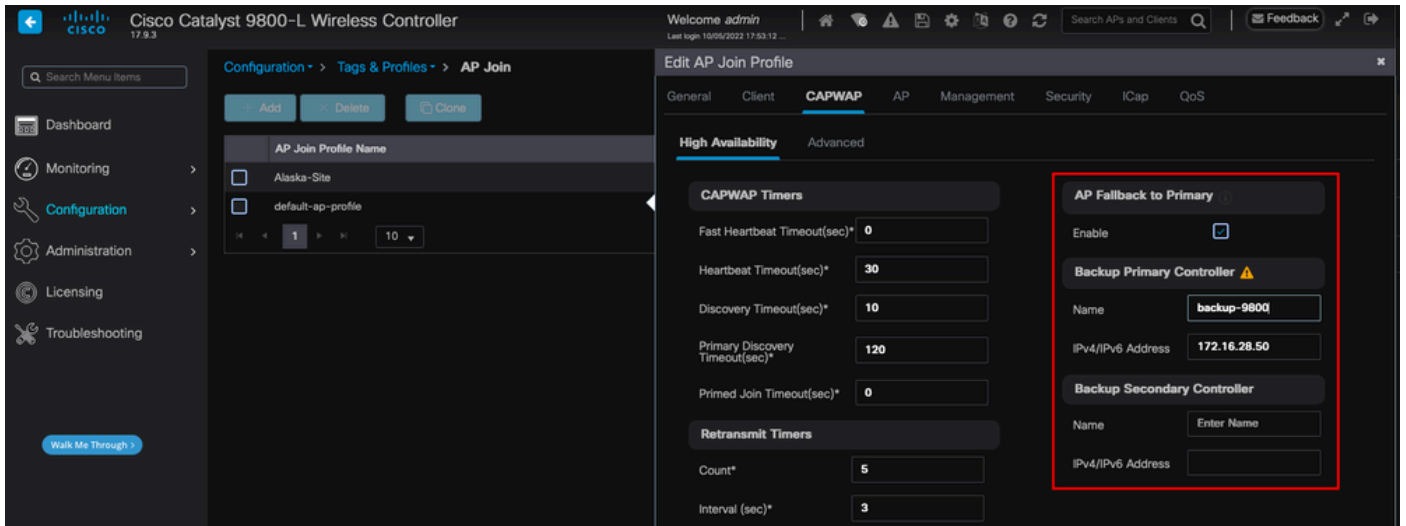 cisco
Cisco Catalyst 9800-L Wireless Controller
17.9.3
Welcome admin
Last login 10/05/2022 17:53:12 ...
Search APs and Clients
Feedback
Search Menu Items
Dashboard
Monitoring
Configuration
Administration
Licensing
Troubleshooting
Walk Me Through >
Configuration > Tags & Profiles > AP Join
+ Add
× Delete
Clone
AP Join Profile Name
Alaska-Site
default-ap-profile
1
10
Edit AP Join Profile
General Client CAPWAP AP Management Security ICap QoS
High Availability Advanced
CAPWAP Timers
Fast Heartbeat Timeout(sec)* 0
Heartbeat Timeout(sec)* 30
Discovery Timeout(sec)* 10
Primary Discovery
Timeout(sec)* 120
Primed Join Timeout(sec)* 0
Retransmit Timers
Count* 5
Interval (sec)* 3
AP Fallback to Primary
Enable
Backup Primary Controller
Name backup-9800
IPv4/IPv6 Address 172.16.28.50
Backup Secondary Controller
Name Enter Name
IPv4/IPv6 Address